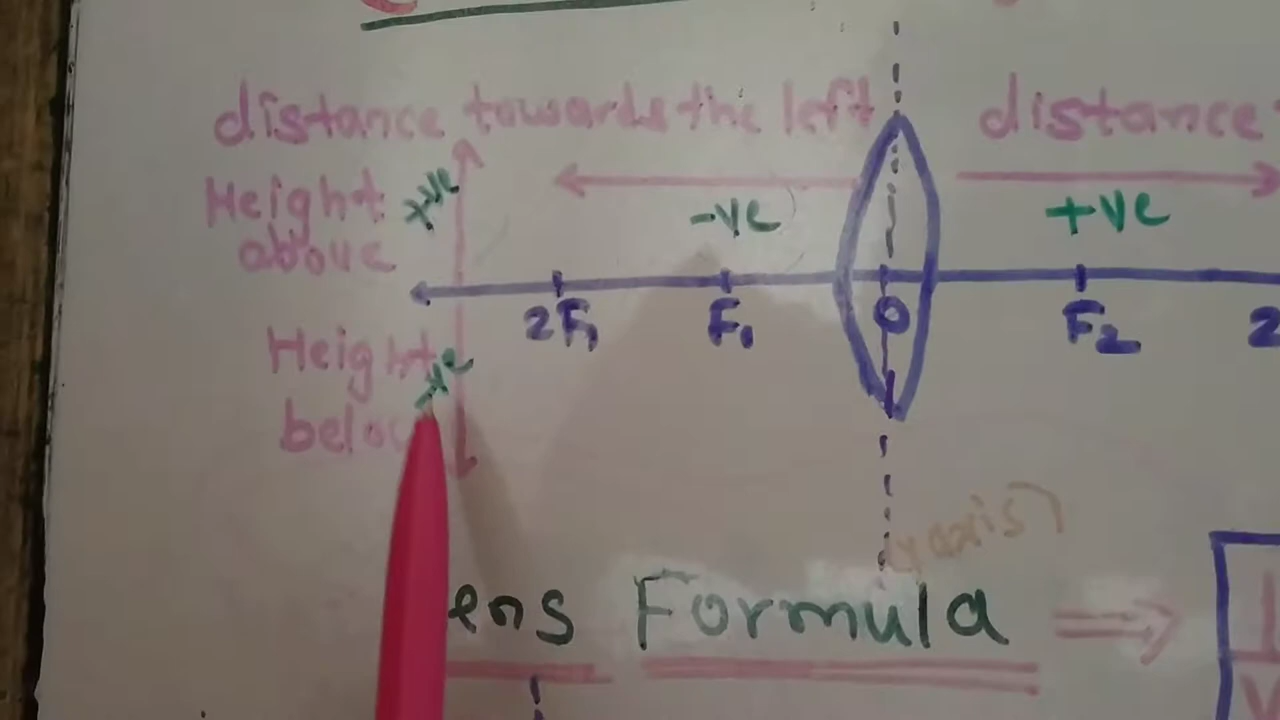 distance towards the left
distance
Height
above
+ve
-ve
+ve
2F₁
F₁
O
F₂
2
Height
below
-ve
(y axis)
ens Formula